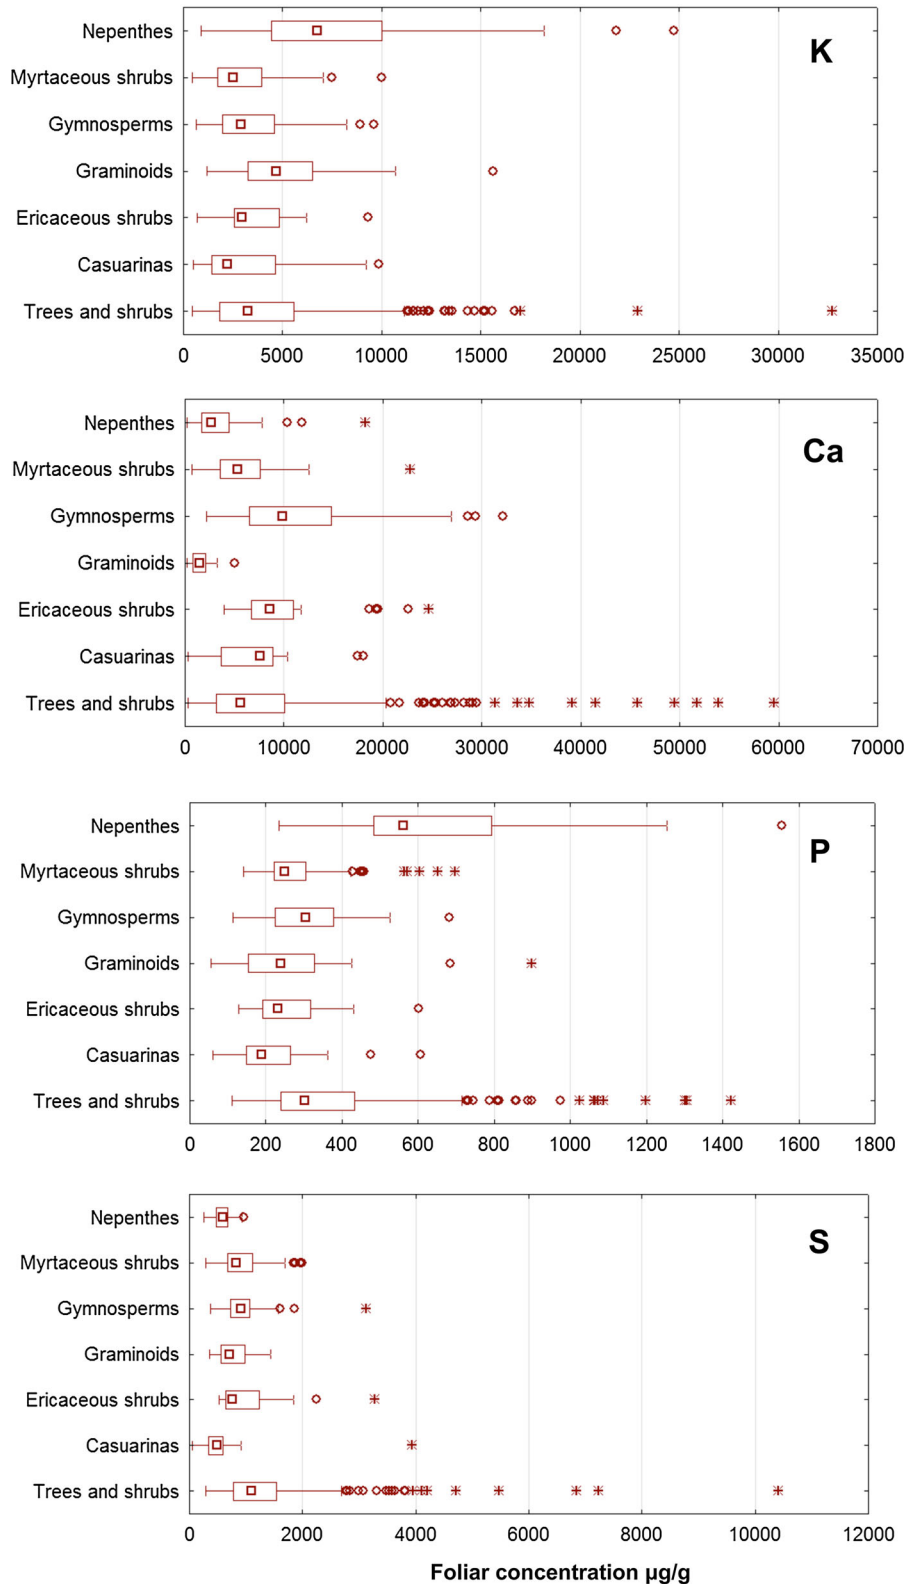 K
Nepenthes
Myrtaceous shrubs
Gymnosperms
Graminoids
Ericaceous shrubs
Casuarinas
Trees and shrubs
0 5000 10000 15000 20000 25000 30000 35000
Ca
Nepenthes
Myrtaceous shrubs
Gymnosperms
Graminoids
Ericaceous shrubs
Casuarinas
Trees and shrubs
0 10000 20000 30000 40000 50000 60000 70000
P
Nepenthes
Myrtaceous shrubs
Gymnosperms
Graminoids
Ericaceous shrubs
Casuarinas
Trees and shrubs
0 200 400 600 800 1000 1200 1400 1600 1800
S
Nepenthes
Myrtaceous shrubs
Gymnosperms
Graminoids
Ericaceous shrubs
Casuarinas
Trees and shrubs
0 2000 4000 6000 8000 10000 12000
Foliar concentration µg/g